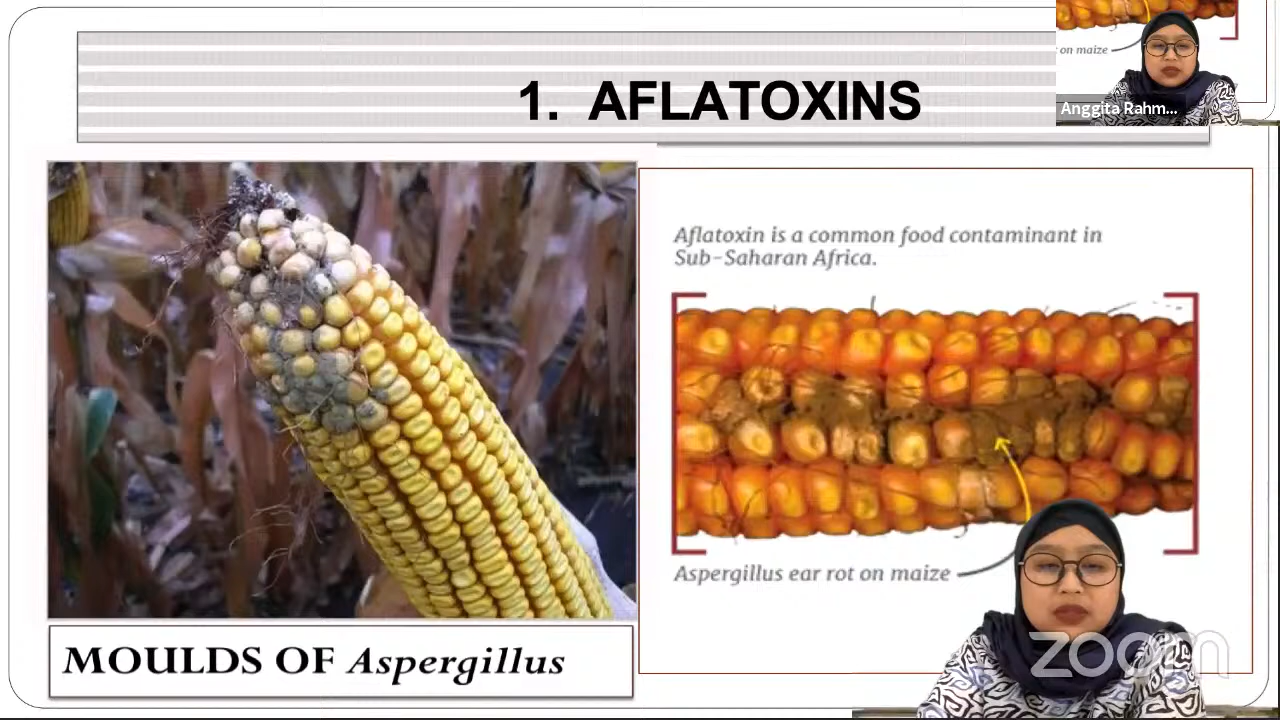 1. AFLATOXINS
on maize
Anggita Rahm...
Aflatoxin is a common food contaminant in
Sub-Saharan Africa.
Aspergillus ear rot on maize
MOULDS OF Aspergillus
zoom